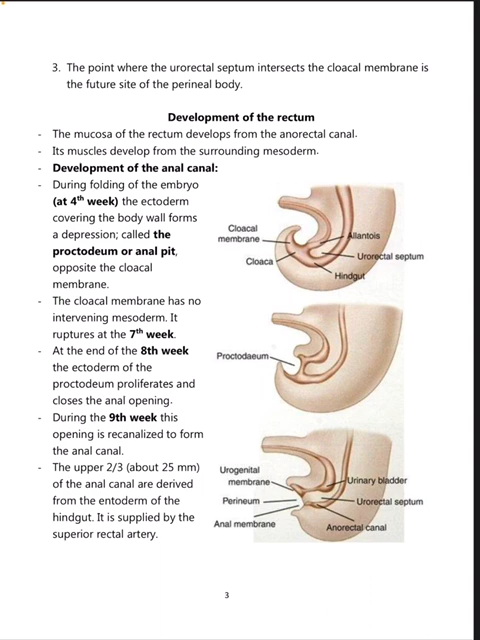 3. The point where the urorectal septum intersects the cloacal membrane is
the future site of the perineal body.
Development of the rectum
- The mucosa of the rectum develops from the anorectal canal.
- Its muscles develop from the surrounding mesoderm.
- Development of the anal canal:
- During folding of the embryo
(at 4th week) the ectoderm
covering the body wall forms
a depression; called the
proctodeum or anal pit,
opposite the cloacal
membrane.
- The cloacal membrane has no
intervening mesoderm. It
ruptures at the 7th week.
- At the end of the 8th week
the ectoderm of the
proctodeum proliferates and
closes the anal opening.
- During the 9th week this
opening is recanalized to form
the anal canal.
- The upper 2/3 (about 25 mm)
of the anal canal are derived
from the entoderm of the
hindgut. It is supplied by the
superior rectal artery.
Cloacal
membrane
Cloaca
Allantois
Urorectal septum
Hindgut
Proctodaeum
Urogenital
membrane
Perineum
Anal membrane
Urinary bladder
Urorectal septum
Anorectal canal
3